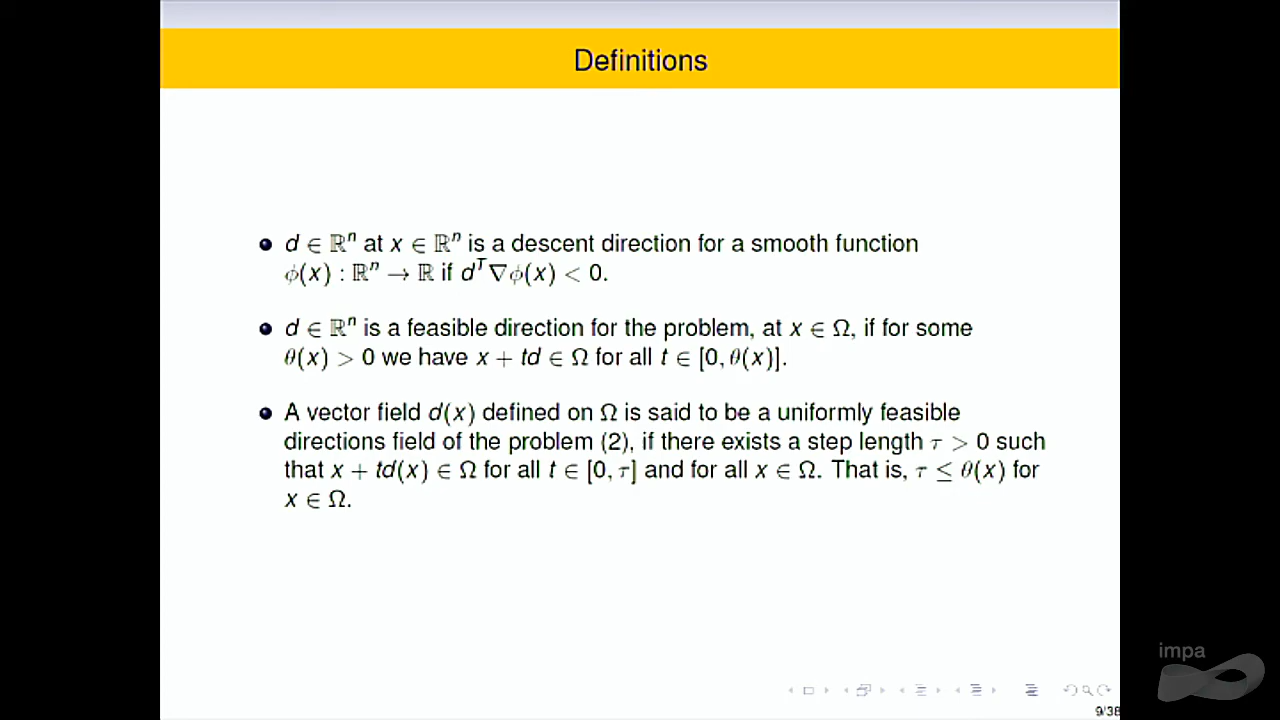 Definitions
d ∈ ℝⁿ at x ∈ ℝⁿ is a descent direction for a smooth function
ϕ(x) : ℝⁿ → ℝ if dᵀ∇ϕ(x) < 0.
d ∈ ℝⁿ is a feasible direction for the problem, at x ∈ Ω, if for some
θ(x) > 0 we have x + td ∈ Ω for all t ∈ [0, θ(x)].
A vector field d(x) defined on Ω is said to be a uniformly feasible
directions field of the problem (2), if there exists a step length τ > 0 such
that x + td(x) ∈ Ω for all t ∈ [0, τ] and for all x ∈ Ω. That is, τ ≤ θ(x) for
x ∈ Ω.
impa
9/38